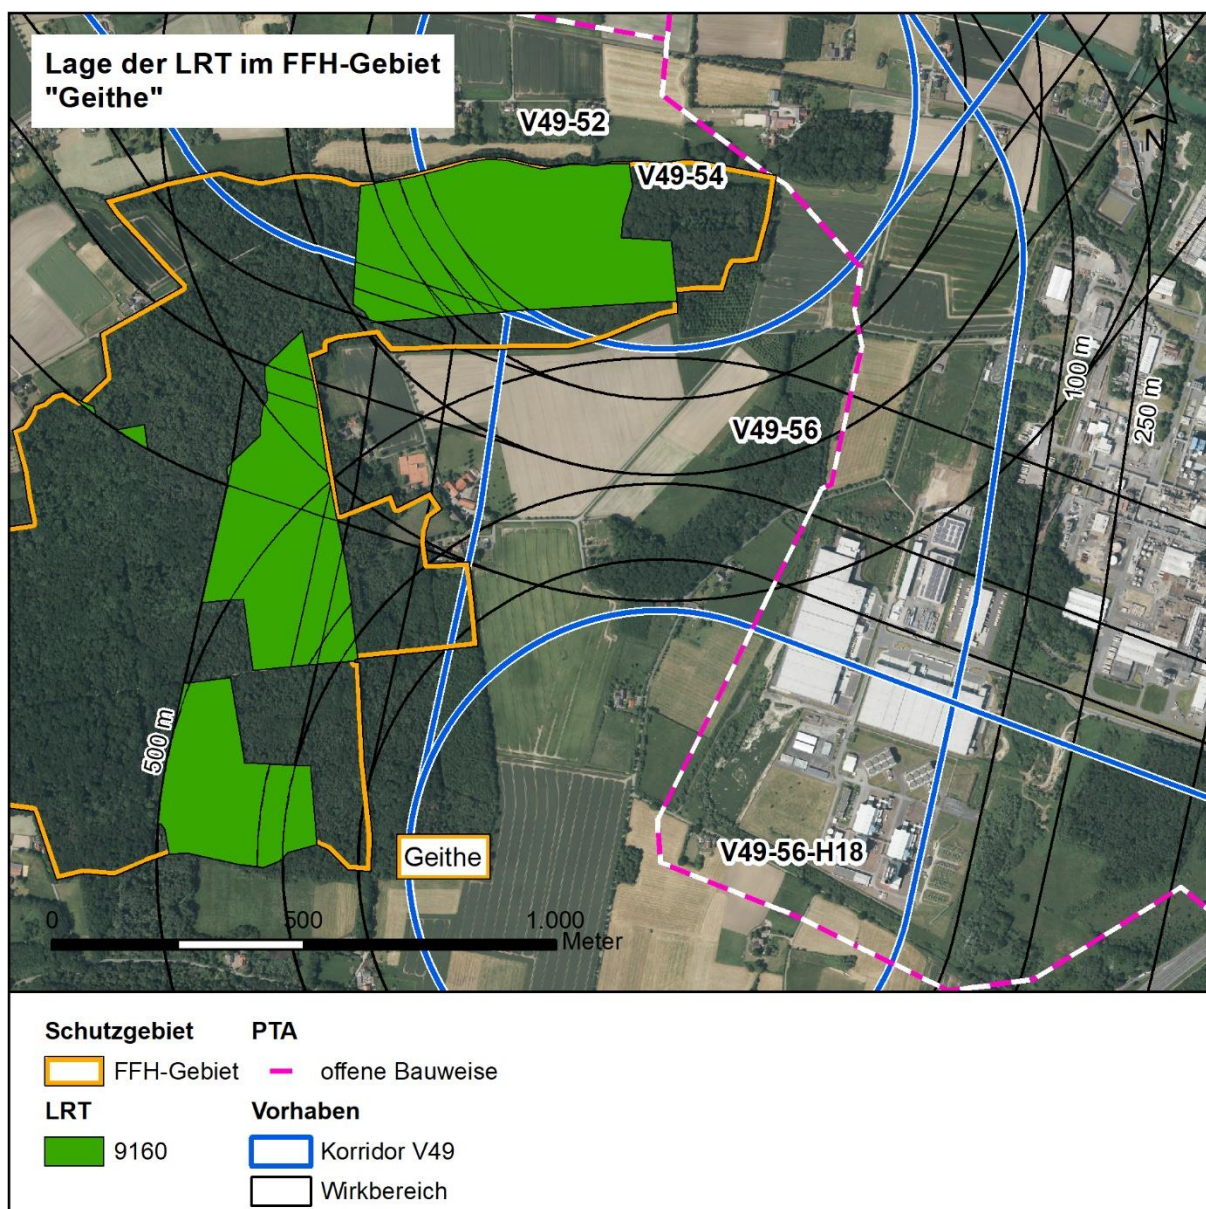 Lage der LRT im FFH-Gebiet
"Geithe"
V49-52
N
V49-54
100 m
250 m
V49-56
500 m
Geithe
V49-56-H18
0 500 1.000
Meter
Schutzgebiet PTA
FFH-Gebiet offene Bauweise
LRT Vorhaben
9160 Korridor V49
Wirkbereich